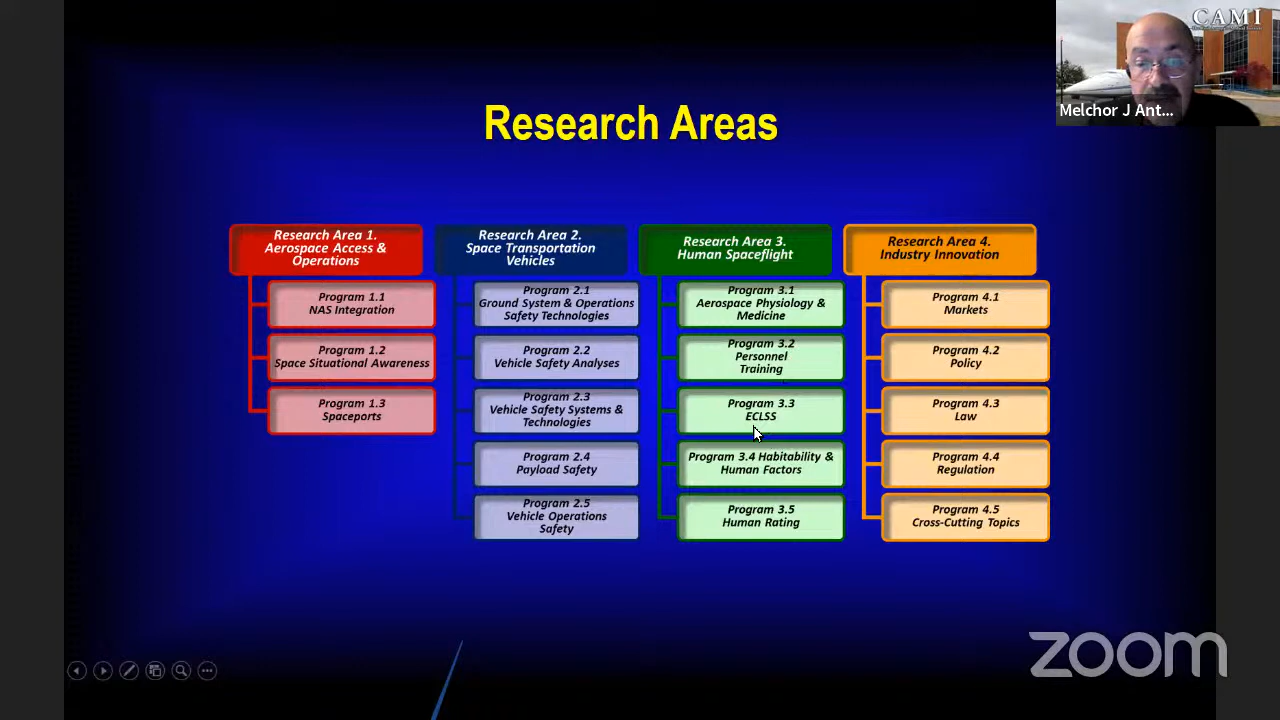 CAMI
Melchor J Ant...
Research Areas
Research Area 1.
Aerospace Access &
Operations
Program 1.1
NAS Integration
Program 1.2
Space Situational Awareness
Program 1.3
Spaceports
Research Area 2.
Space Transportation
Vehicles
Program 2.1
Ground System & Operations
Safety Technologies
Program 2.2
Vehicle Safety Analyses
Program 2.3
Vehicle Safety Systems &
Technologies
Program 2.4
Payload Safety
Program 2.5
Vehicle Operations
Safety
Research Area 3.
Human Spaceflight
Program 3.1
Aerospace Physiology &
Medicine
Program 3.2
Personnel
Training
Program 3.3
ECLSS
Program 3.4 Habitability &
Human Factors
Program 3.5
Human Rating
Research Area 4.
Industry Innovation
Program 4.1
Markets
Program 4.2
Policy
Program 4.3
Law
Program 4.4
Regulation
Program 4.5
Cross-Cutting Topics
zoom